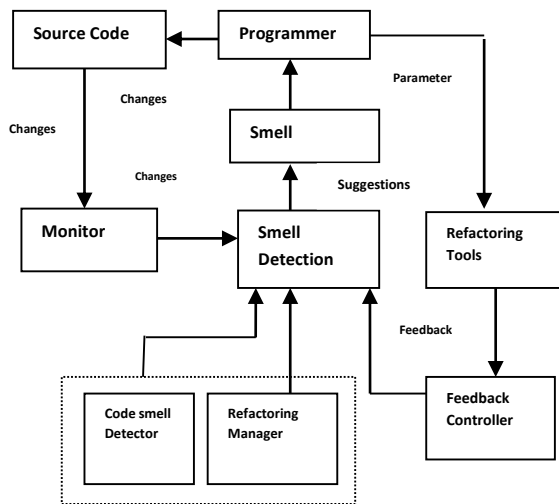 Source Code
Programmer
Changes
Parameter
Changes
Smell
Changes
Suggestions
Monitor
Smell
Detection
Refactoring
Tools
Feedback
Code smell
Detector
Refactoring
Manager
Feedback
Controller